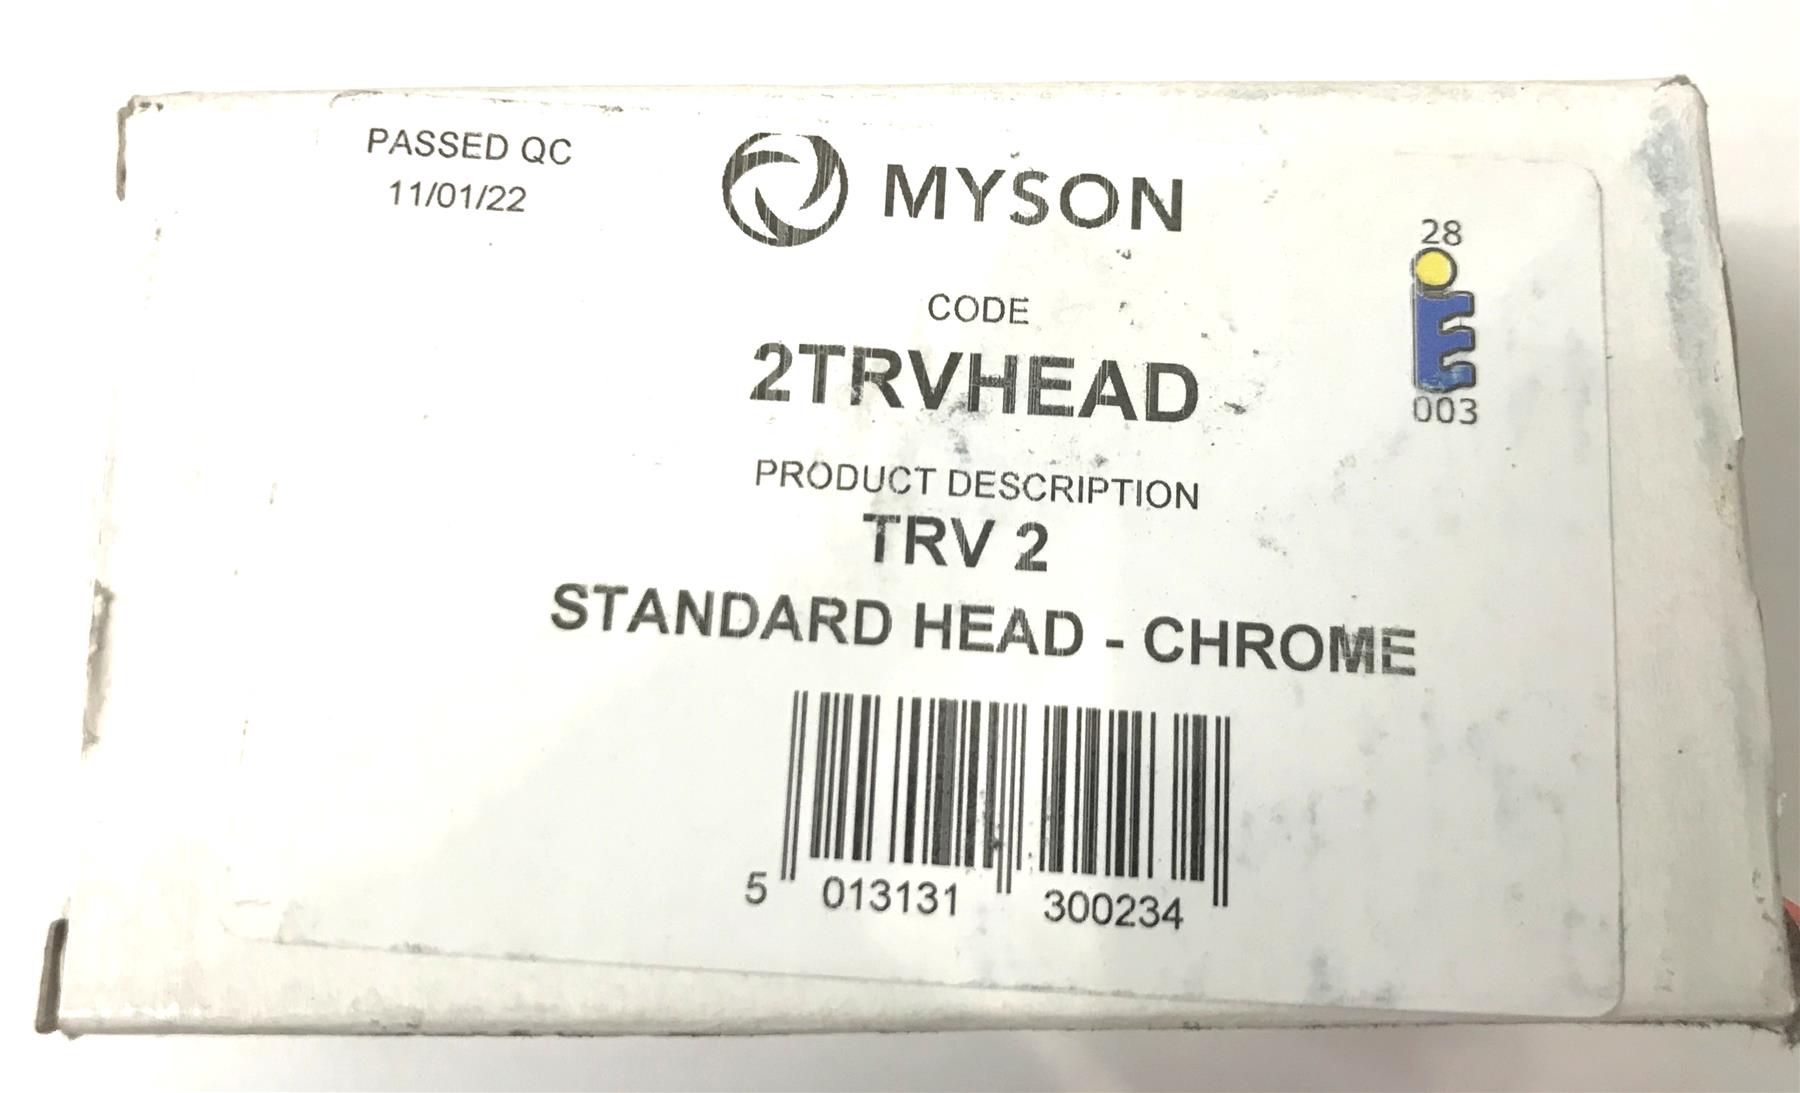 PASSED QC
11/01/22
MYSON
28
003
CODE
2TRVHEAD
PRODUCT DESCRIPTION
TRV 2
STANDARD HEAD - CHROME
5 013131 300234